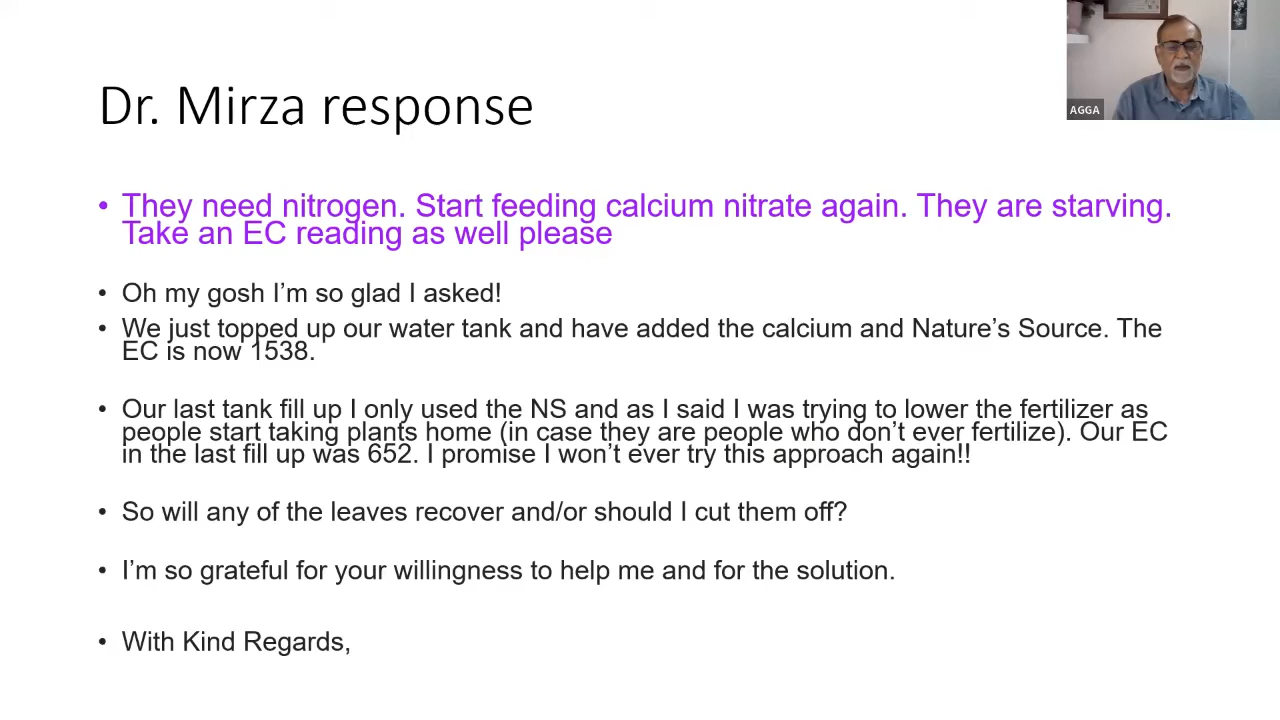 AGGA
Dr. Mirza response
• They need nitrogen. Start feeding calcium nitrate again. They are starving.
Take an EC reading as well please
• Oh my gosh I'm so glad I asked!
• We just topped up our water tank and have added the calcium and Nature's Source. The
EC is now 1538.
• Our last tank fill up I only used the NS and as I said I was trying to lower the fertilizer as
people start taking plants home (in case they are people who don't ever fertilize). Our EC
in the last fill up was 652. I promise I won't ever try this approach again!!
• So will any of the leaves recover and/or should I cut them off?
• I'm so grateful for your willingness to help me and for the solution.
• With Kind Regards,